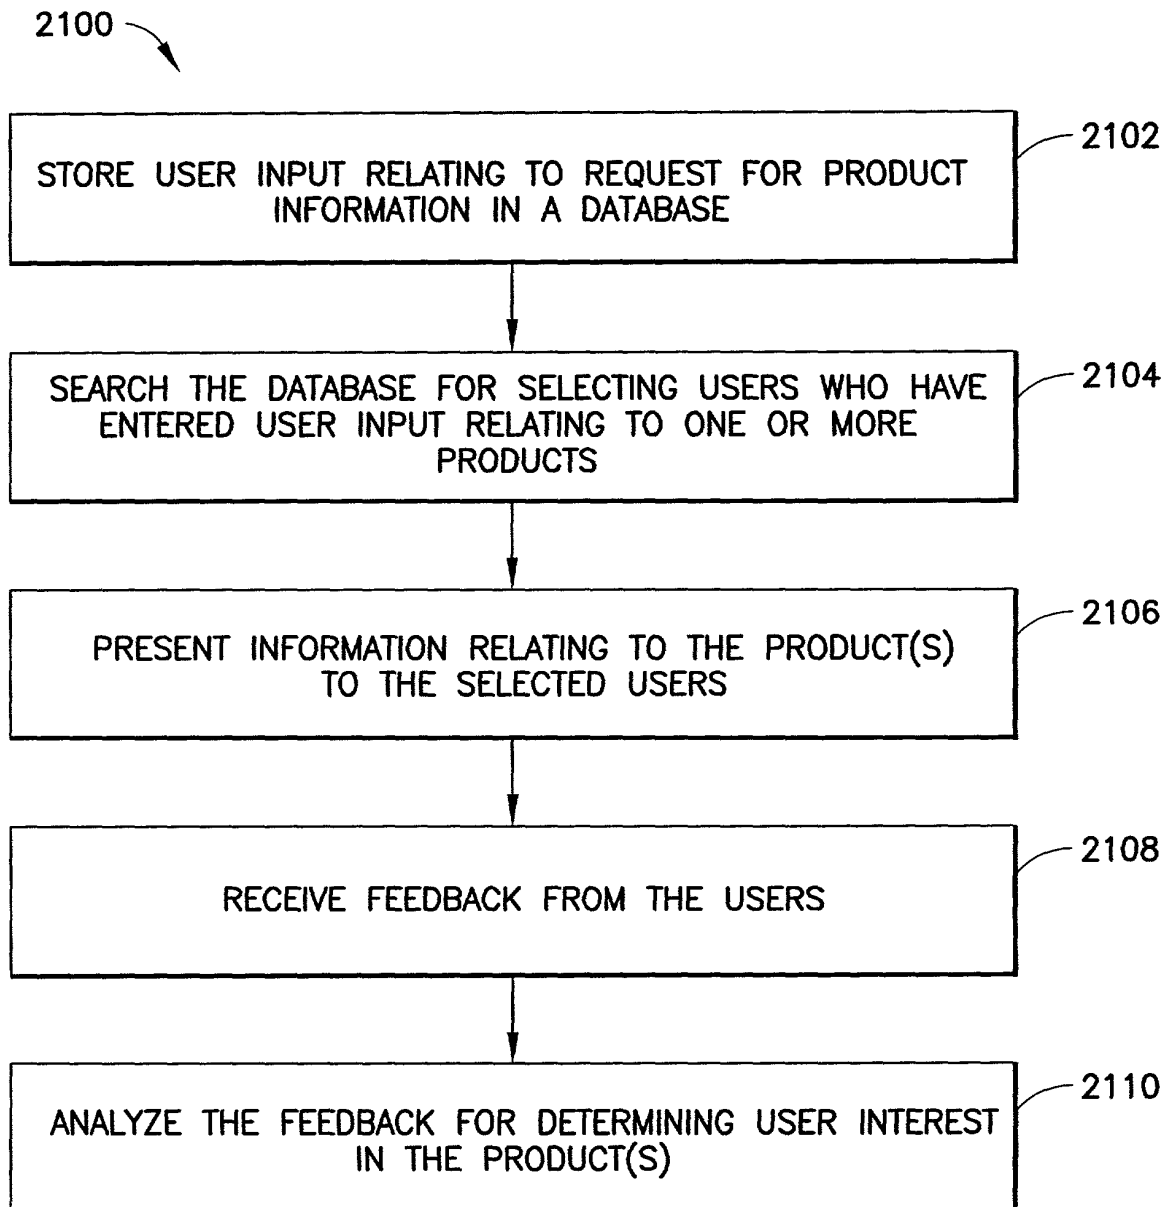 2100
2102
STORE USER INPUT RELATING TO REQUEST FOR PRODUCT
INFORMATION IN A DATABASE
2104
SEARCH THE DATABASE FOR SELECTING USERS WHO HAVE
ENTERED USER INPUT RELATING TO ONE OR MORE
PRODUCTS
2106
PRESENT INFORMATION RELATING TO THE PRODUCT(S)
TO THE SELECTED USERS
2108
RECEIVE FEEDBACK FROM THE USERS
2110
ANALYZE THE FEEDBACK FOR DETERMINING USER INTEREST
IN THE PRODUCT(S)